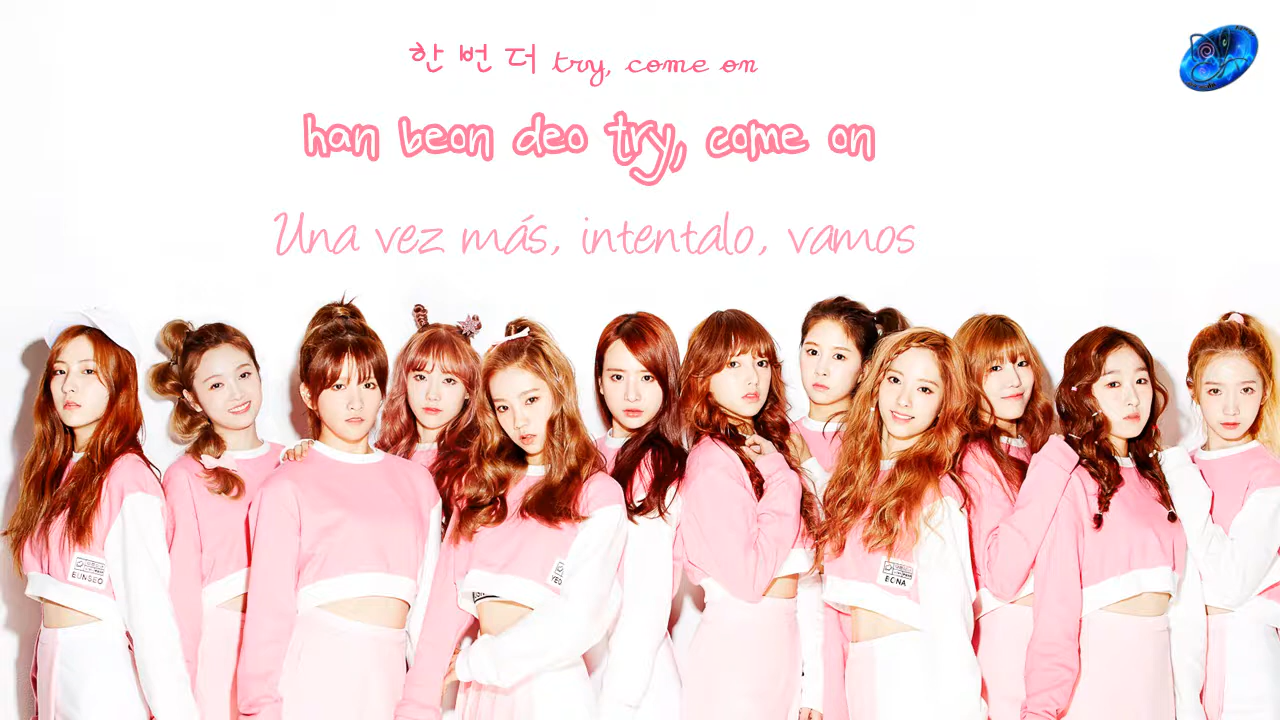 한 번 더 try, come on
han beon deo try, come on
Una vez más, intentalo, vamos
EUNSEO
BONA